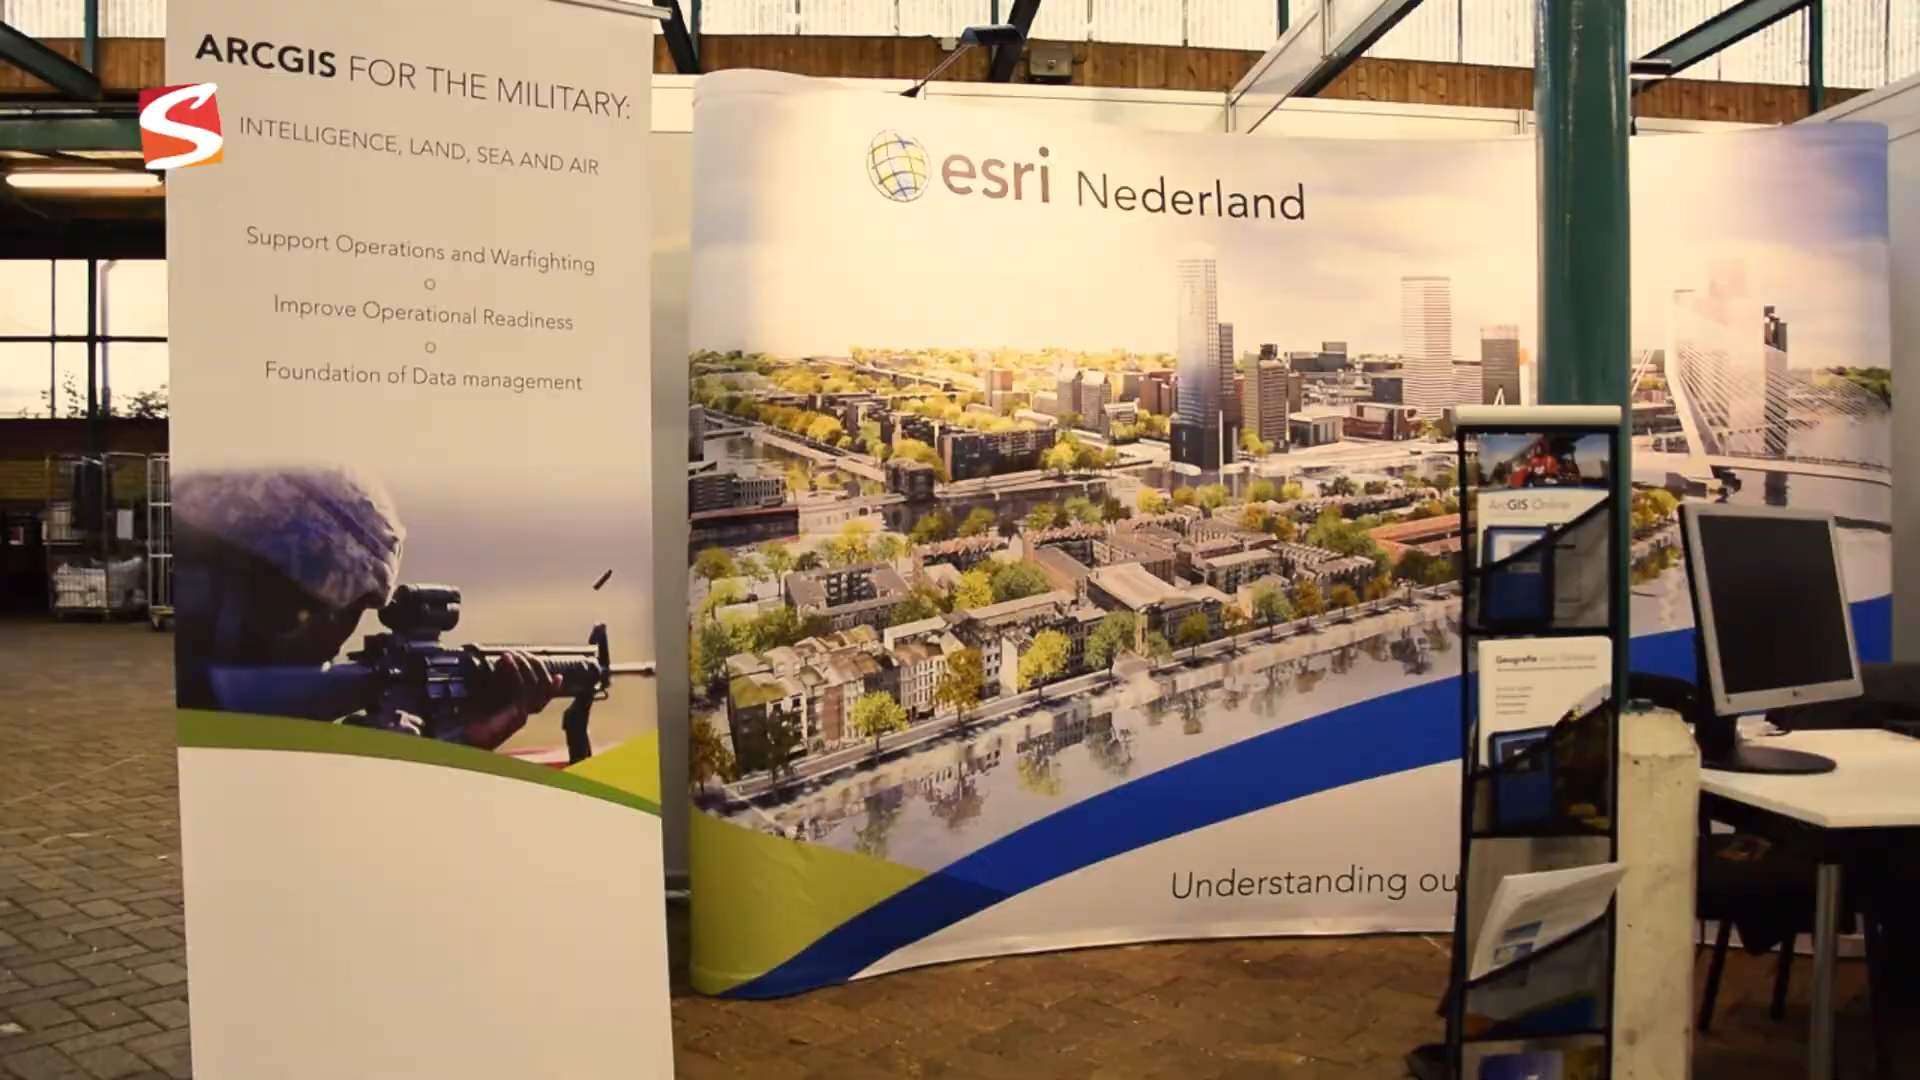 ARCGIS FOR THE MILITARY:
S
INTELLIGENCE, LAND, SEA AND AIR
Support Operations and Warfighting
o
Improve Operational Readiness
o
Foundation of Data management
esri Nederland
Understanding ou
ArcGIS Online
Geografie